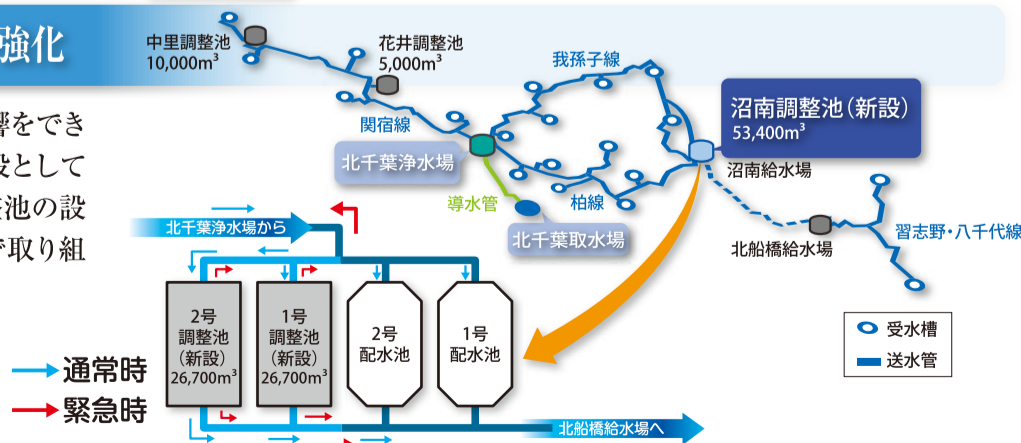 強化
響をでき
設として
池の設
で取り組
中里調整池
10,000m³
花井調整池
5,000m³
関宿線
我孫子線
北千葉浄水場
導水管
北千葉取水場
柏線
沼南調整池（新設）
53,400m³
沼南給水場
北船橋給水場
習志野・八千代線
受水槽
送水管
北千葉浄水場から
2号
調整池
（新設）
26,700m³
1号
調整池
（新設）
26,700m³
2号
配水池
1号
配水池
北船橋給水場へ
通常時
緊急時